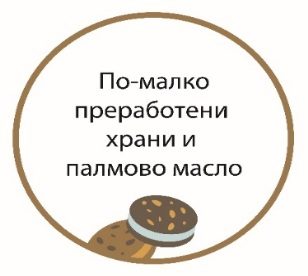 По-малко
преработени
храни и
палмово масло